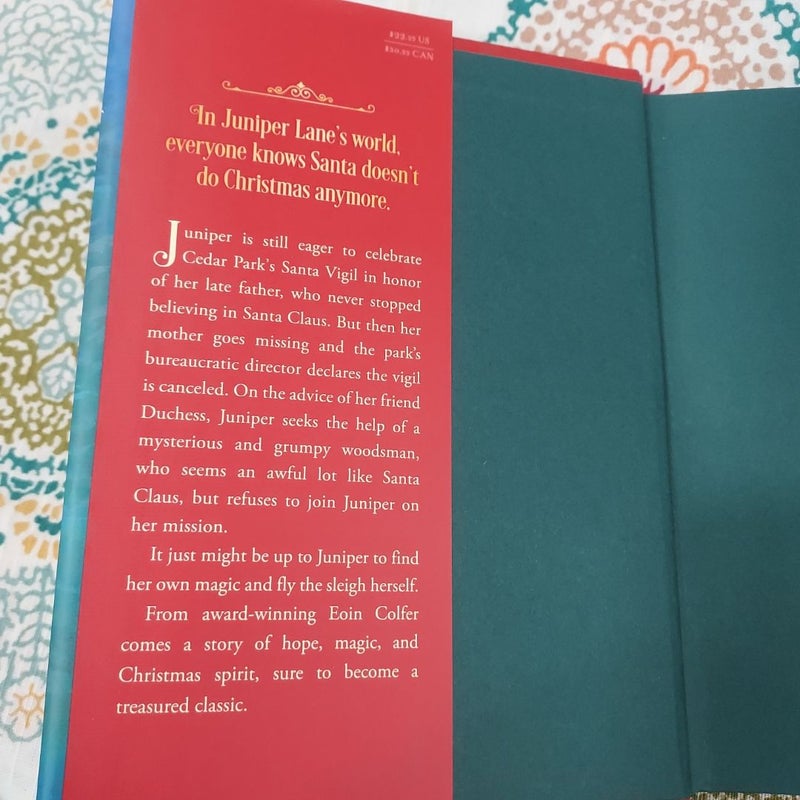 $22.99 US
$30.99 CAN
In Juniper Lane's world,
everyone knows Santa doesn't
do Christmas anymore.
Juniper is still eager to celebrate
Cedar Park's Santa Vigil in honor
of her late father, who never stopped
believing in Santa Claus. But then her
mother goes missing and the park's
bureaucratic director declares the vigil
is canceled. On the advice of her friend
Duchess, Juniper seeks the help of a
mysterious and grumpy woodsman,
who seems an awful lot like Santa
Claus, but refuses to join Juniper on
her mission.
It just might be up to Juniper to find
her own magic and fly the sleigh herself.
From award-winning Eoin Colfer
comes a story of hope, magic, and
Christmas spirit, sure to become a
treasured classic.